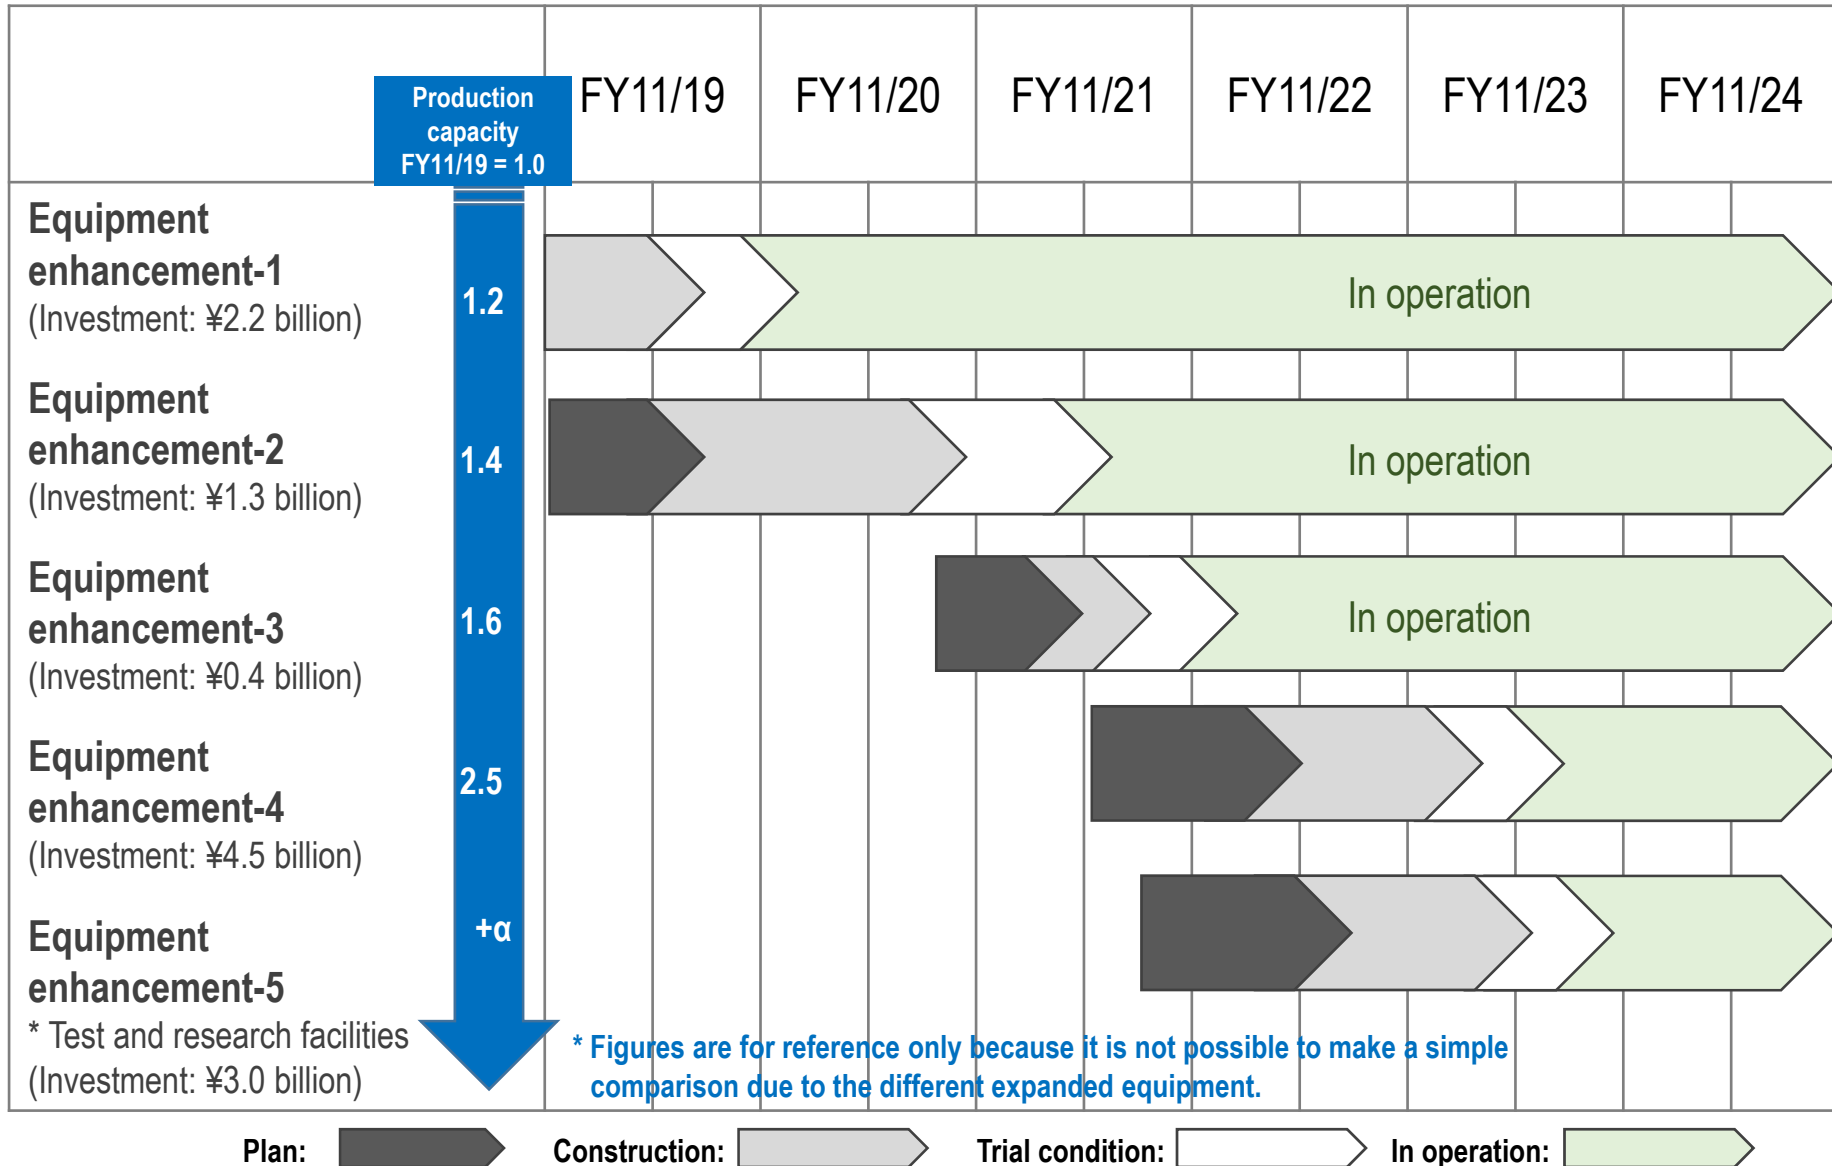 Production
capacity
FY11/19 = 1.0
FY11/19
FY11/20
FY11/21
FY11/22
FY11/23
FY11/24
Equipment
enhancement-1
(Investment: ¥2.2 billion)
1.2
In operation
Equipment
enhancement-2
(Investment: ¥1.3 billion)
1.4
In operation
Equipment
enhancement-3
(Investment: ¥0.4 billion)
1.6
In operation
Equipment
enhancement-4
(Investment: ¥4.5 billion)
2.5
Equipment
enhancement-5
* Test and research facilities
(Investment: ¥3.0 billion)
+α
* Figures are for reference only because it is not possible to make a simple
comparison due to the different expanded equipment.
Plan:
Construction:
Trial condition:
In operation: